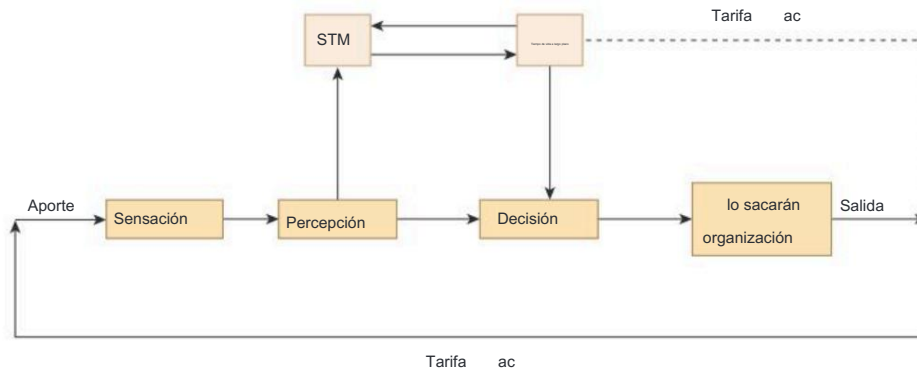 Tarifa ac
STM
Aporte
Sensación
Percepción
Decisión
lo sacarán
organización
Salida
Tarifa ac